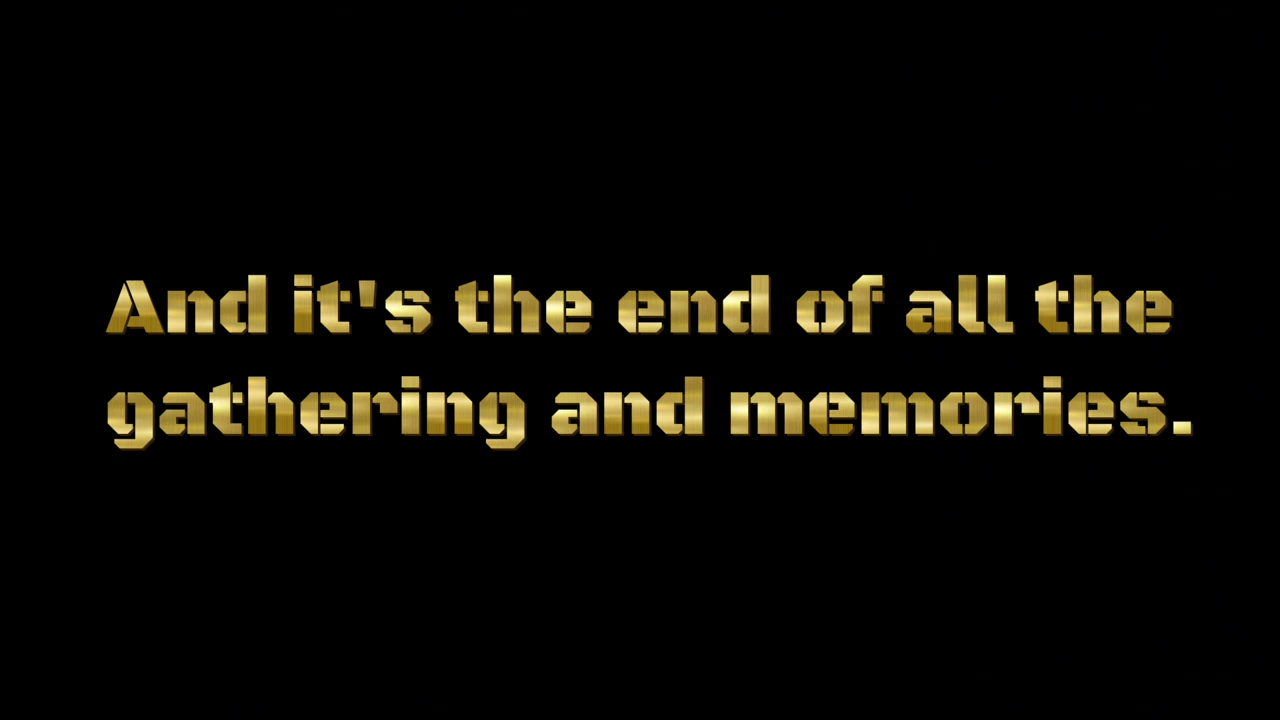 And it's the end of all the
gathering and memories.